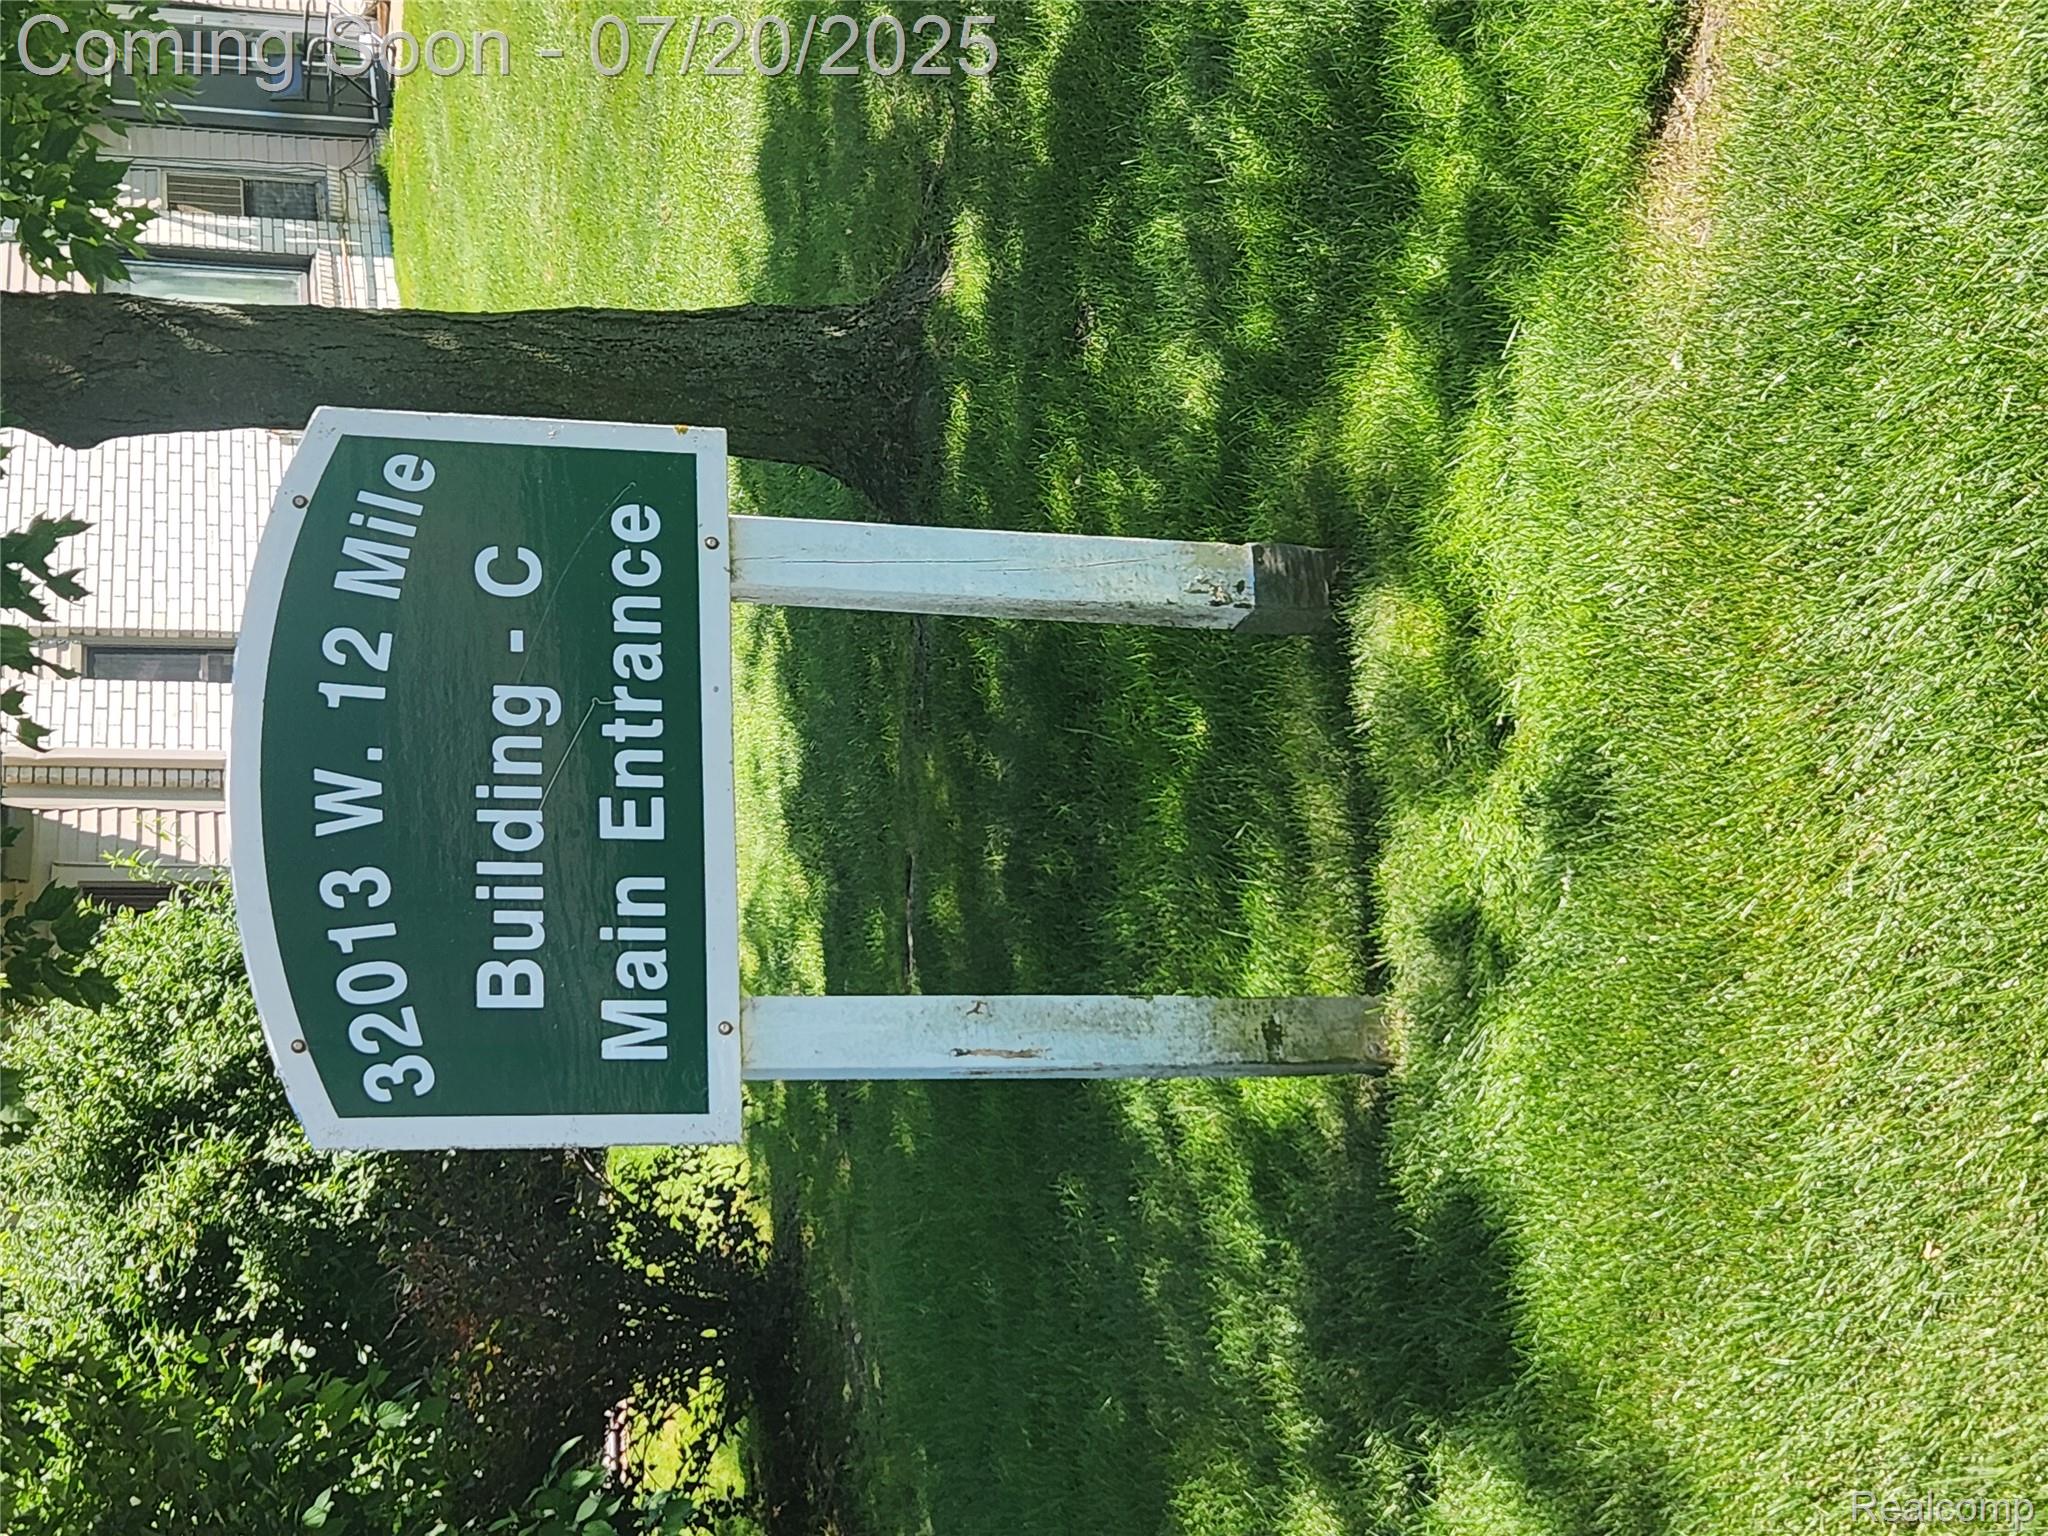 Coming Soon - 07/20/2025
32013 W. 12 Mile
Building - C
Main Entrance
Realcomp